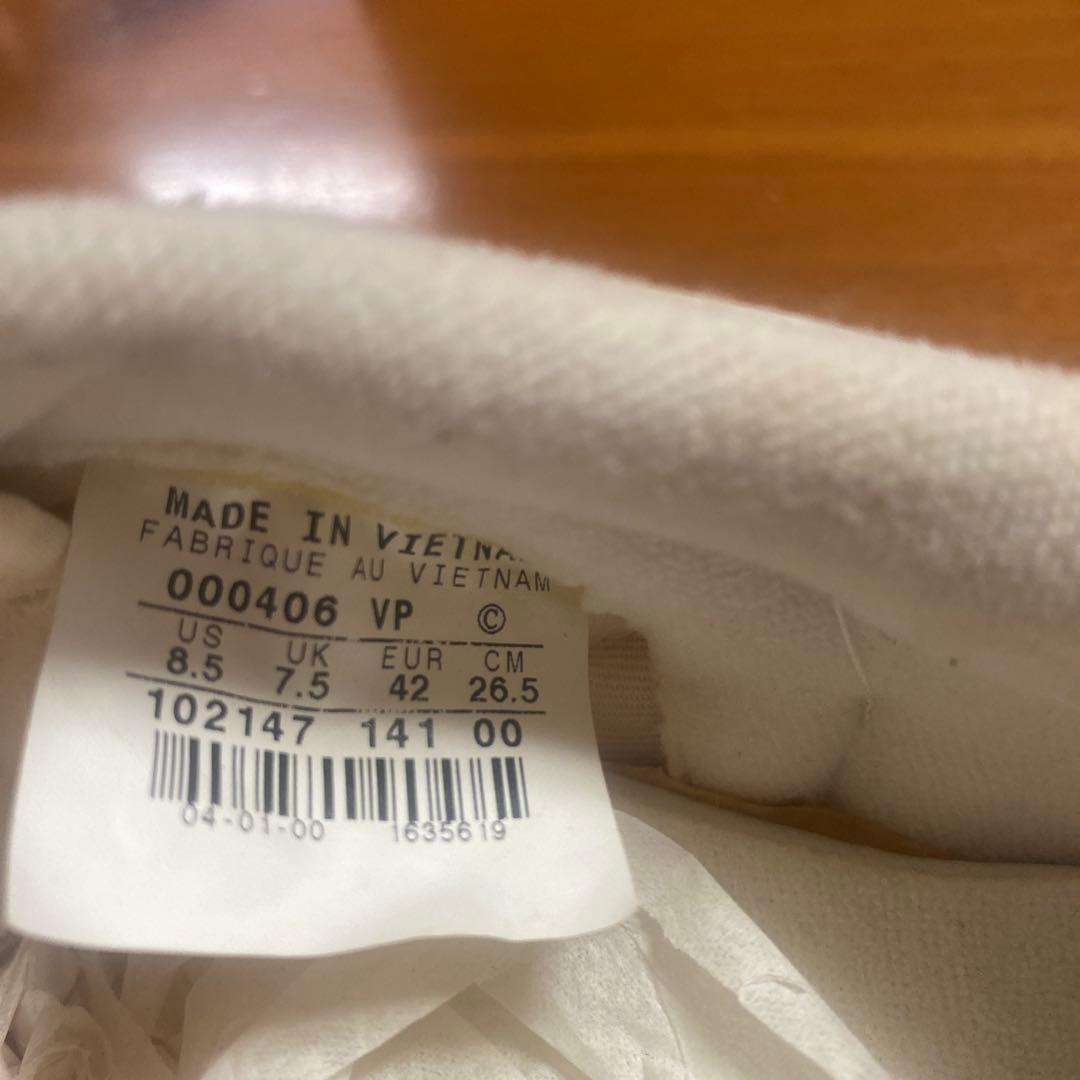 MADE IN VIETNA
FABRIQUE AU VIETNAM
000406 VP ©
US UK EUR CM
8.5 7.5 42 26.5
102147 141 00
04-01-00 1635619